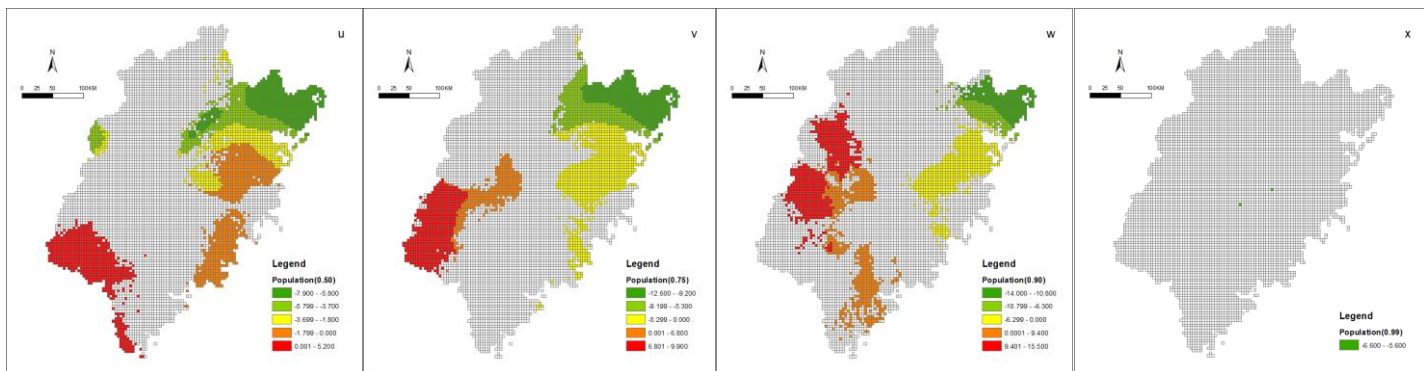 u
N
0 25 50 100KM
Legend
Population(0.50)
-7.900 - -5.800
-5.799 - -3.700
-3.699 - -1.800
-1.799 - 0.000
0.001 - 5.200
v
N
0 25 50 100KM
Legend
Population(0.75)
-12.500 - -9.200
-9.199 - -5.300
-5.299 - 0.000
0.001 - 6.800
6.801 - 9.900
w
N
0 25 50 100KM
Legend
Population(0.90)
-14.000 - -10.800
-10.799 - -6.300
-6.299 - 0.000
0.0001 - 9.400
9.401 - 15.500
x
N
0 25 50 100KM
Legend
Population(0.99)
-6.600 - -5.600